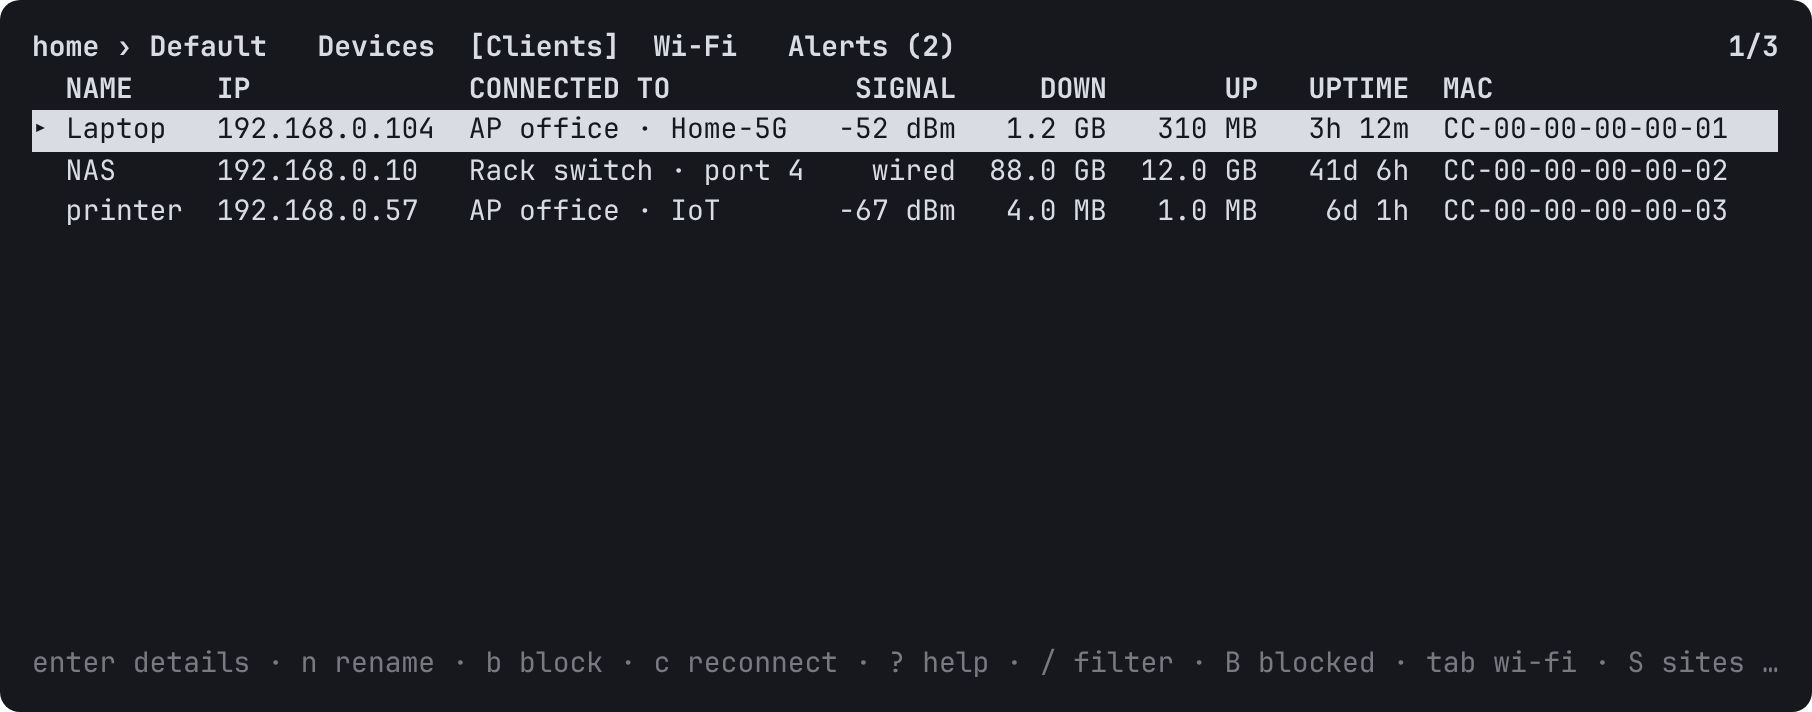 home › Default   Devices  [Clients]  Wi-Fi   Alerts (2)   1/3
NAME   IP   CONNECTED TO   SIGNAL   DOWN   UP   UPTIME   MAC
▸ Laptop   192.168.0.104   AP office · Home-5G   -52 dBm   1.2 GB   310 MB   3h 12m   CC-00-00-00-00-01
NAS   192.168.0.10   Rack switch · port 4   wired   88.0 GB   12.0 GB   41d 6h   CC-00-00-00-00-02
printer   192.168.0.57   AP office · IoT   -67 dBm   4.0 MB   1.0 MB   6d 1h   CC-00-00-00-00-03
enter details · n rename · b block · c reconnect · ? help · / filter · B blocked · tab wi-fi · S sites …